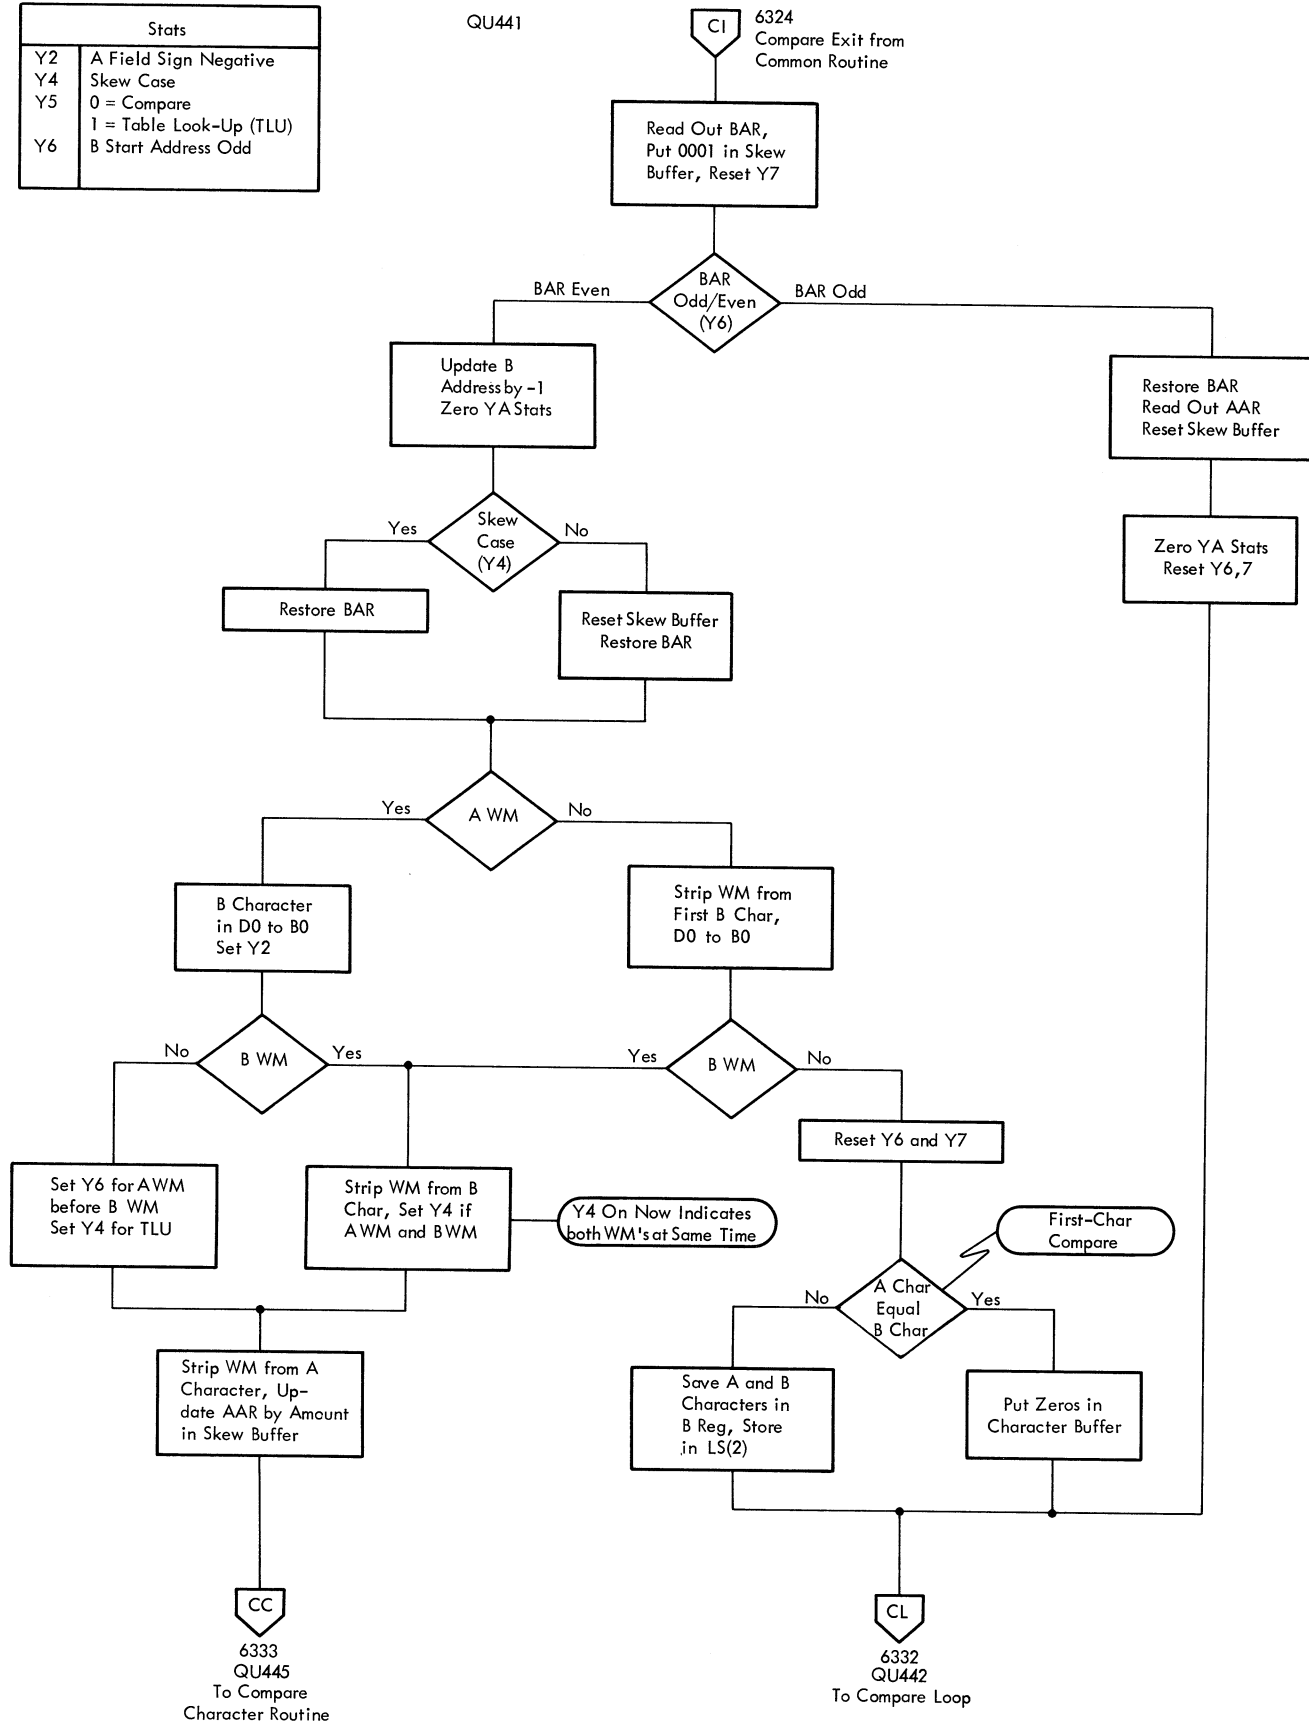 Stats
Y2 A Field Sign Negative
Y4 Skew Case
Y5 0 = Compare
1 = Table Look-Up (TLU)
Y6 B Start Address Odd
QU441
CI
6324
Compare Exit from
Common Routine
Read Out BAR,
Put 0001 in Skew
Buffer, Reset Y7
BAR
Odd/Even
(Y6)
BAR Even
BAR Odd
Update B
Address by -1
Zero YA Stats
Restore BAR
Read Out AAR
Reset Skew Buffer
Skew
Case
(Y4)
Yes
No
Zero YA Stats
Reset Y6,7
Restore BAR
Reset Skew Buffer
Restore BAR
A WM
Yes
No
B Character
in D0 to B0
Set Y2
Strip WM from
First B Char,
D0 to B0
No
B WM
Yes
Yes
B WM
No
Reset Y6 and Y7
Set Y6 for A WM
before B WM
Set Y4 for TLU
Strip WM from B
Char, Set Y4 if
A WM and B WM
Y4 On Now Indicates
both WM's at Same Time
First-Char
Compare
A Char
Equal
B Char
No
Yes
Strip WM from A
Character, Up-
date AAR by Amount
in Skew Buffer
Save A and B
Characters in
B Reg, Store
in LS(2)
Put Zeros in
Character Buffer
CC
6333
QU445
To Compare
Character Routine
CL
6332
QU442
To Compare Loop